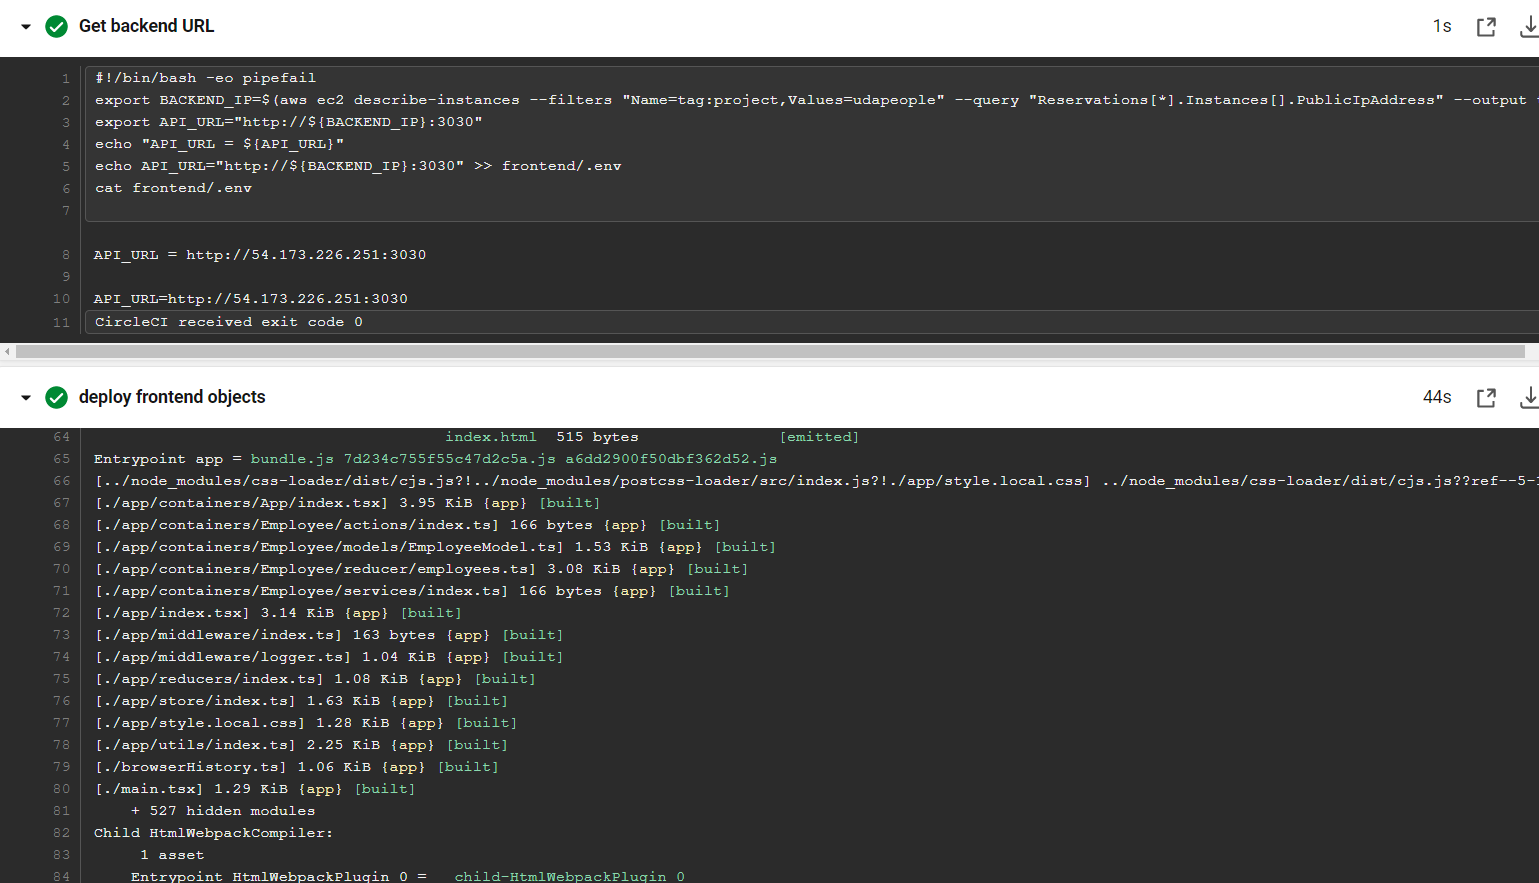 Get backend URL
1s
1 #!/bin/bash -eo pipefail
2 export BACKEND_IP=$(aws ec2 describe-instances --filters "Name=tag:project,Values=udapeople" --query "Reservations[*].Instances[].PublicIpAddress" --output
3 export API_URL="http://${BACKEND_IP}:3030"
4 echo "API_URL = ${API_URL}"
5 echo API_URL="http://${BACKEND_IP}:3030" >> frontend/.env
6 cat frontend/.env
7
8 API_URL = http://54.173.226.251:3030
9
10 API_URL=http://54.173.226.251:3030
11 CircleCI received exit code 0
deploy frontend objects
44s
64 index.html 515 bytes [emitted]
65 Entrypoint app = bundle.js 7d234c755f55c47d2c5a.js a6dd2900f50dbf362d52.js
66 [../node_modules/css-loader/dist/cjs.js?!../node_modules/postcss-loader/src/index.js?!./app/style.local.css] ../node_modules/css-loader/dist/cjs.js??ref--5-
67 [./app/containers/App/index.tsx] 3.95 KiB {app} [built]
68 [./app/containers/Employee/actions/index.ts] 166 bytes {app} [built]
69 [./app/containers/Employee/models/EmployeeModel.ts] 1.53 KiB {app} [built]
70 [./app/containers/Employee/reducer/employees.ts] 3.08 KiB {app} [built]
71 [./app/containers/Employee/services/index.ts] 166 bytes {app} [built]
72 [./app/index.tsx] 3.14 KiB {app} [built]
73 [./app/middleware/index.ts] 163 bytes {app} [built]
74 [./app/middleware/logger.ts] 1.04 KiB {app} [built]
75 [./app/reducers/index.ts] 1.08 KiB {app} [built]
76 [./app/store/index.ts] 1.63 KiB {app} [built]
77 [./app/style.local.css] 1.28 KiB {app} [built]
78 [./app/utils/index.ts] 2.25 KiB {app} [built]
79 [./browserHistory.ts] 1.06 KiB {app} [built]
80 [./main.tsx] 1.29 KiB {app} [built]
81 + 527 hidden modules
82 Child HtmlWebpackCompiler:
83 1 asset
84 Entrypoint HtmlWebpackPlugin_0 = __child-HtmlWebpackPlugin_0